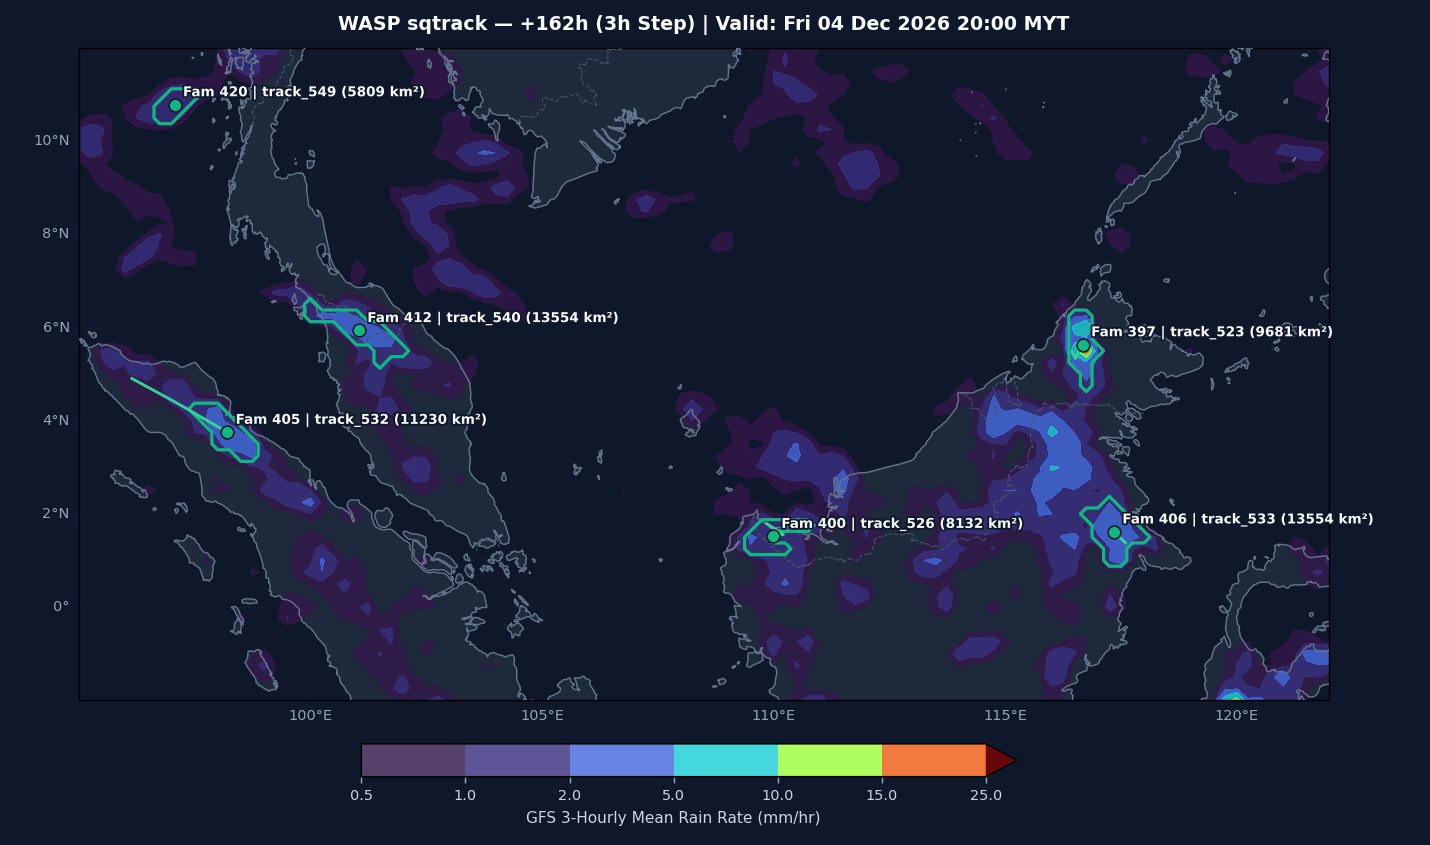 WASP sqtrack — +162h (3h Step) | Valid: Fri 04 Dec 2026 20:00 MYT
Fam 420 | track_549 (5809 km²)
10°N
8°N
Fam 412 | track_540 (13554 km²)
6°N
Fam 397 | track_523 (9681 km²)
4°N
Fam 405 | track_532 (11230 km²)
2°N
Fam 400 | track_526 (8132 km²)
Fam 406 | track_533 (13554 km²)
0°
100°E 105°E 110°E 115°E 120°E
0.5 1.0 2.0 5.0 10.0 15.0 25.0
GFS 3-Hourly Mean Rain Rate (mm/hr)